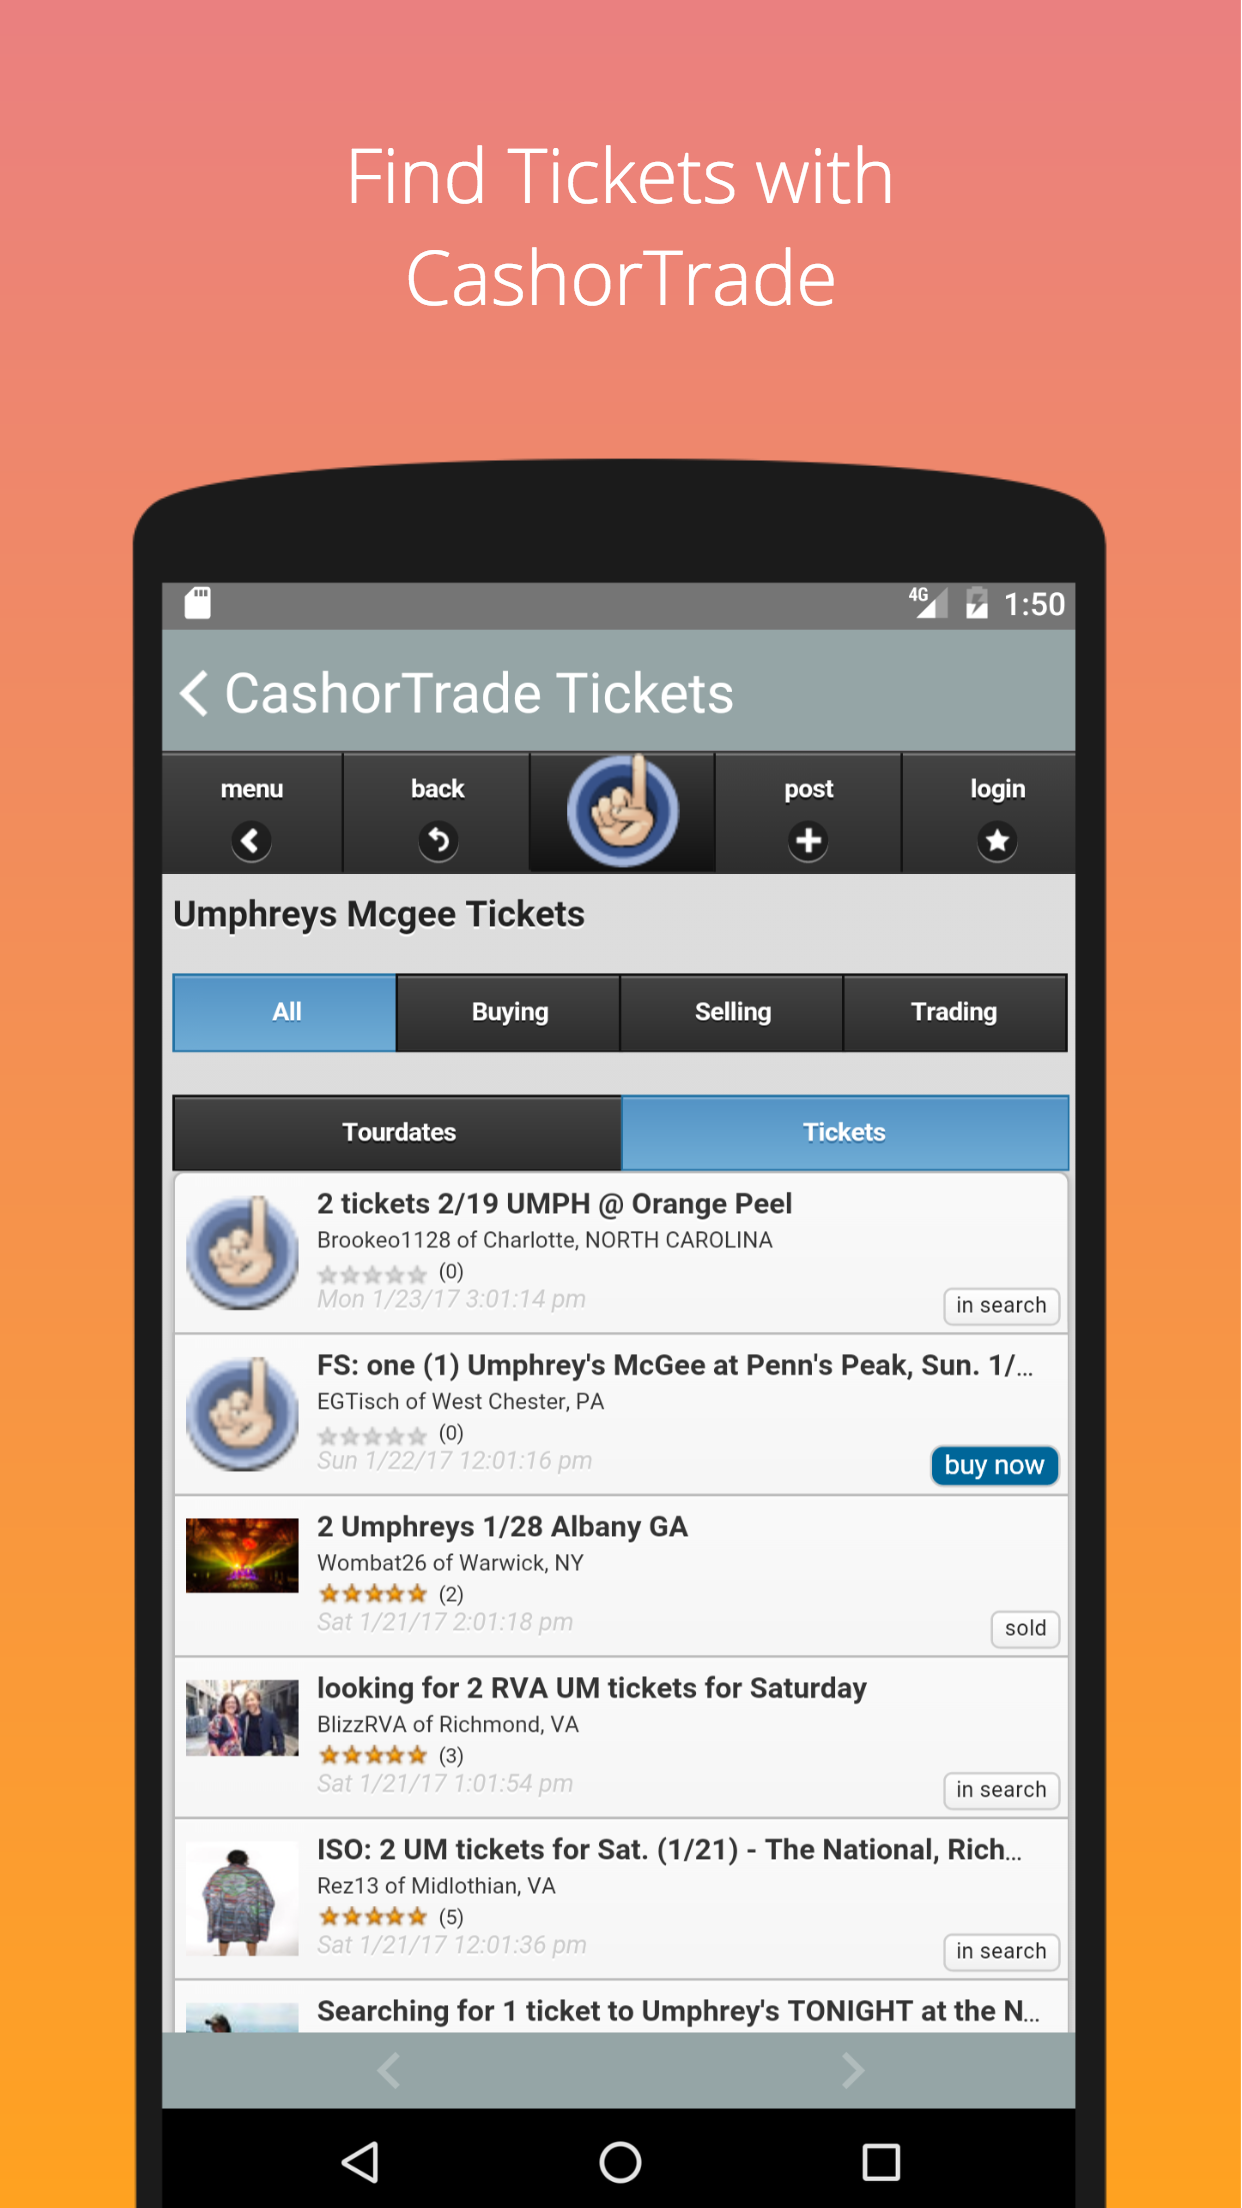 Find Tickets with
CashorTrade
4G 1:50
CashorTrade Tickets
menu back post login
Umphreys Mcgee Tickets
All Buying Selling Trading
Tourdates Tickets
2 tickets 2/19 UMPH @ Orange Peel
Brookeo1128 of Charlotte, NORTH CAROLINA
(0)
Mon 1/23/17 3:01:14 pm
in search
FS: one (1) Umphrey's McGee at Penn's Peak, Sun. 1/...
EGTisch of West Chester, PA
(0)
Sun 1/22/17 12:01:16 pm
buy now
2 Umphreys 1/28 Albany GA
Wombat26 of Warwick, NY
(2)
Sat 1/21/17 2:01:18 pm
sold
looking for 2 RVA UM tickets for Saturday
BlizzRVA of Richmond, VA
(3)
Sat 1/21/17 1:01:54 pm
in search
ISO: 2 UM tickets for Sat. (1/21) - The National, Rich...
Rez13 of Midlothian, VA
(5)
Sat 1/21/17 12:01:36 pm
in search
Searching for 1 ticket to Umphrey's TONIGHT at the N...